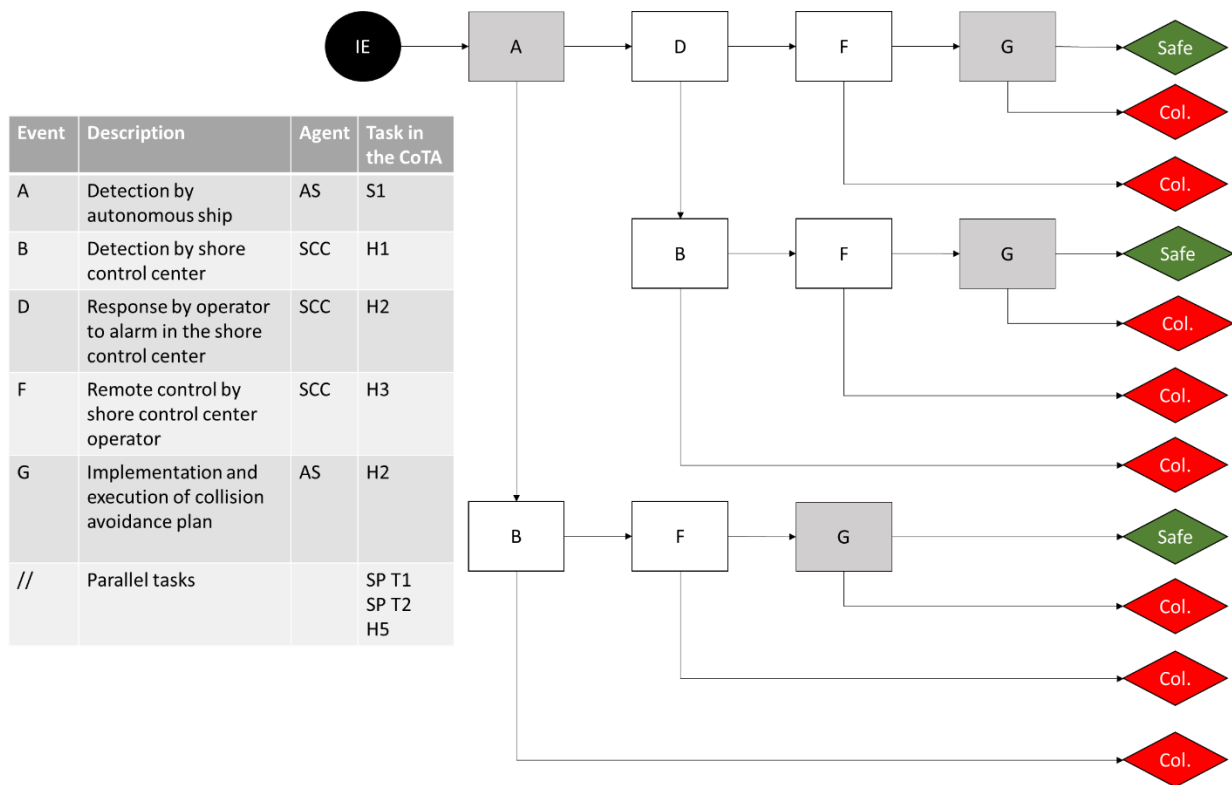 IE
A
D
F
G
Safe
Col.
Col.
B
F
G
Safe
Col.
Col.
Col.
B
F
G
Safe
Col.
Col.
Col.
Event Description Agent Task in
the CoTA
A Detection by AS S1
autonomous ship
B Detection by shore SCC H1
control center
D Response by operator SCC H2
to alarm in the shore
control center
F Remote control by SCC H3
shore control center
operator
G Implementation and AS H2
execution of collision
avoidance plan
// Parallel tasks SP T1
SP T2
H5